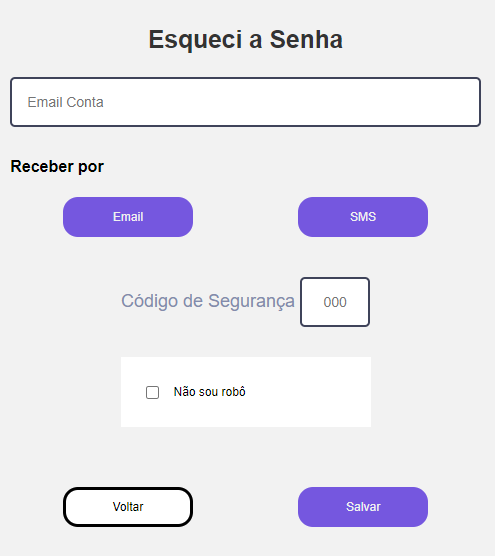 Esqueci a Senha
Email Conta
Receber por
Email SMS
Código de Segurança 000
Não sou robô
Voltar Salvar